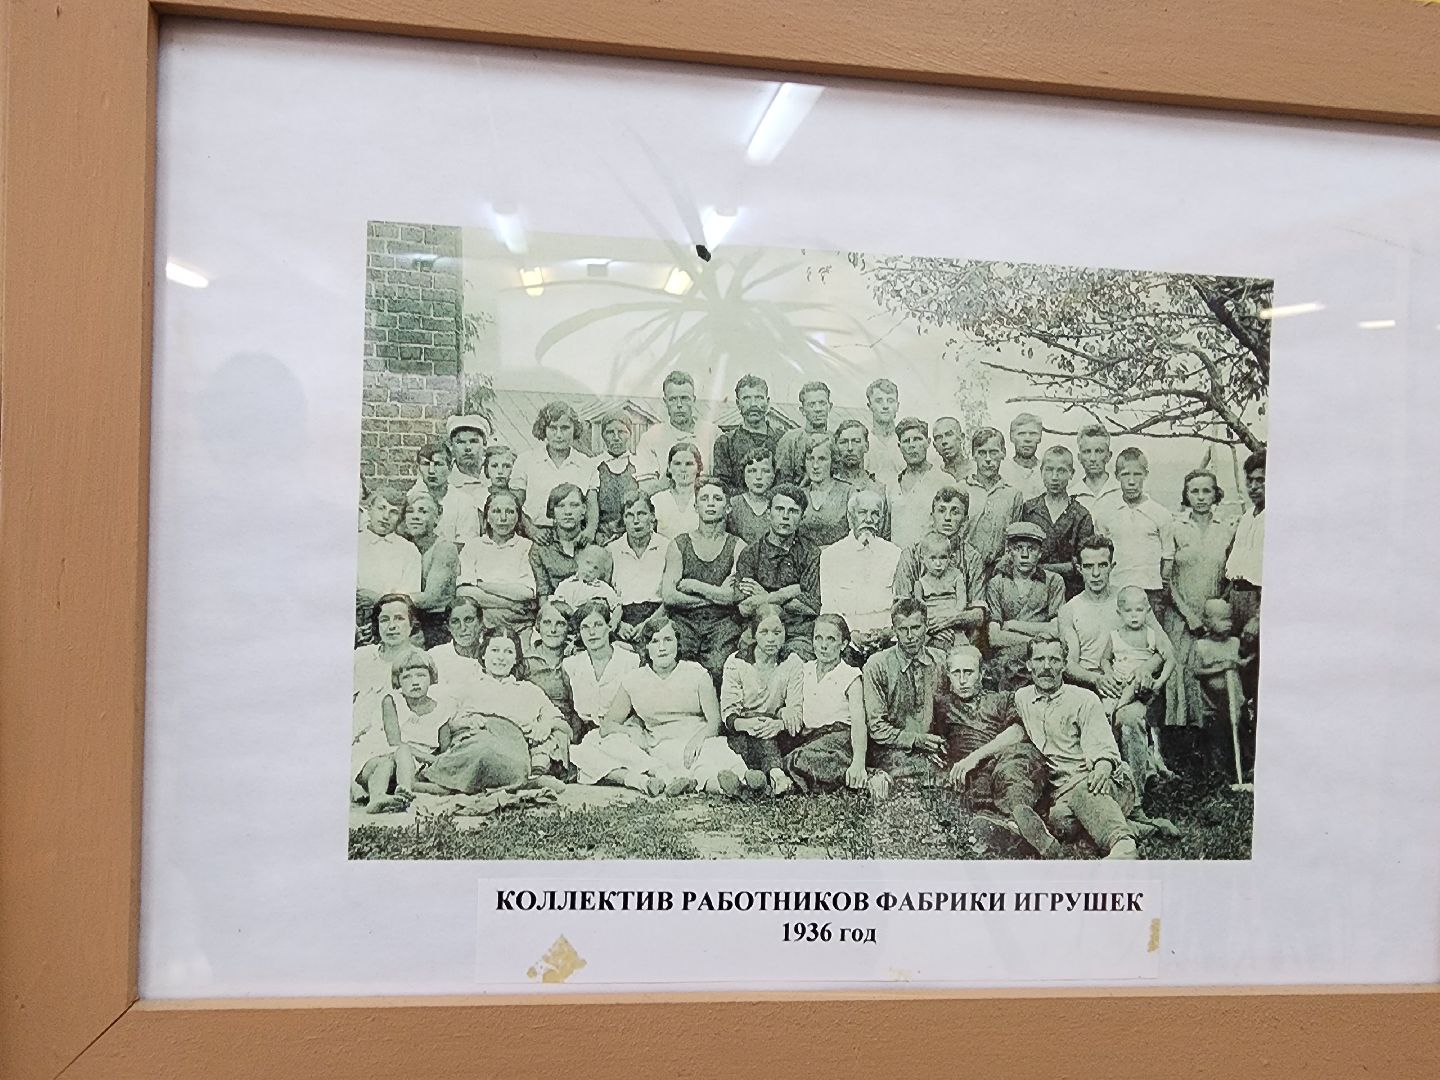 КОЛЛЕКТИВ РАБОТНИКОВ ФАБРИКИ ИГРУШЕК
1936 год